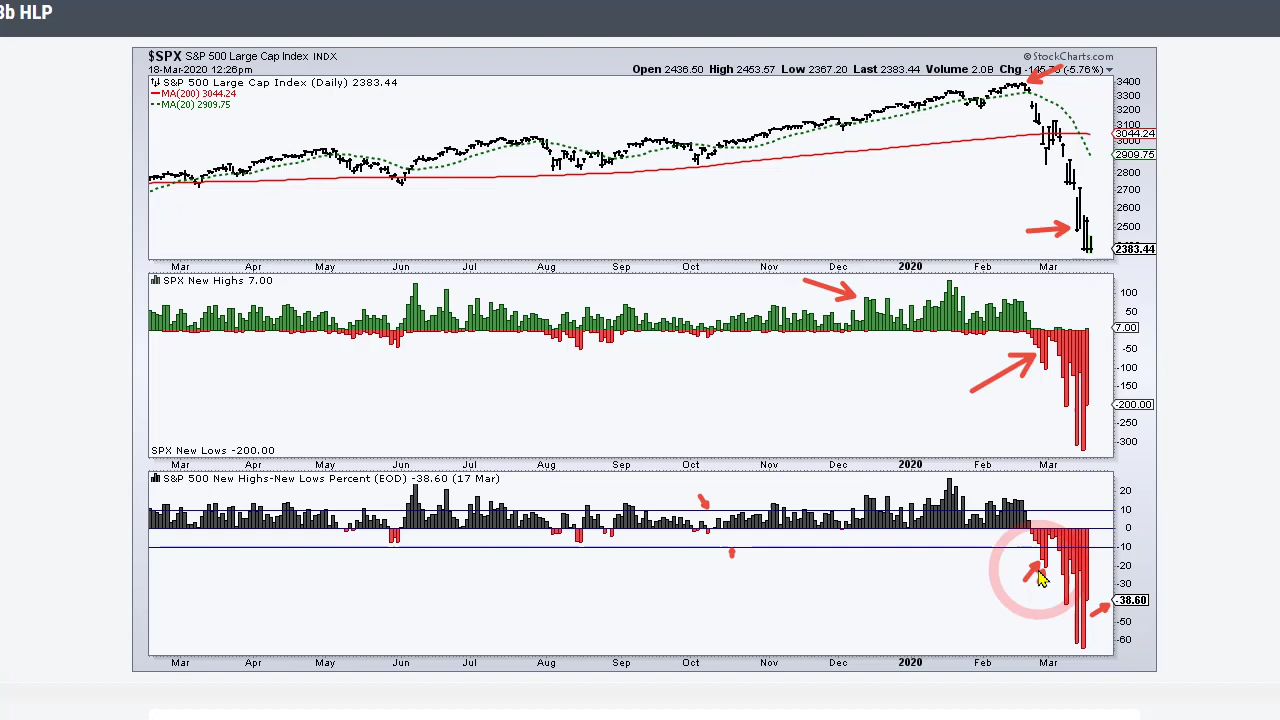 3b HLP
$SPX S&P 500 Large Cap Index INDX
© StockCharts.com
18-Mar-2020 12:26pm
Open 2436.50 High 2453.57 Low 2367.20 Last 2383.44 Volume 2.0B Chg (-5.76%)
S&P 500 Large Cap Index (Daily) 2383.44
MA(200) 3044.24
MA(20) 2909.75
3400
3300
3200
3100
3044.24
3000
2909.75
2800
2700
2600
2500
2383.44
Mar Apr May Jun Jul Aug Sep Oct Nov Dec 2020 Feb Mar
SPX New Highs 7.00
100
50
7.00
-50
-100
-150
-200.00
-250
-300
SPX New Lows -200.00
Mar Apr May Jun Jul Aug Sep Oct Nov Dec 2020 Feb Mar
S&P 500 New Highs-New Lows Percent (EOD) -38.60 (17 Mar)
20
10
0
-10
-20
-30
-38.60
-50
-60
Mar Apr May Jun Jul Aug Sep Oct Nov Dec 2020 Feb Mar